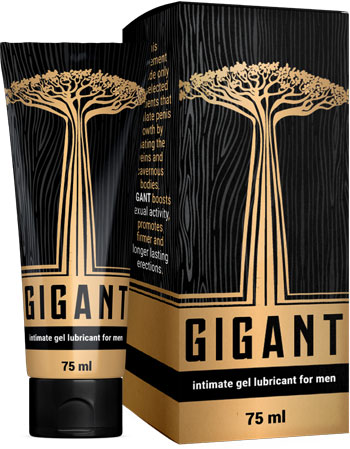 GIGANT
intimate gel lubricant for men
75 ml
only
selected
that
penis
by
the
veins and
cavernous
bodies.
GANT boosts
sexual activity,
promotes
firmer and
longer lasting
erections.
GIGANT
intimate gel lubricant for men
75 ml